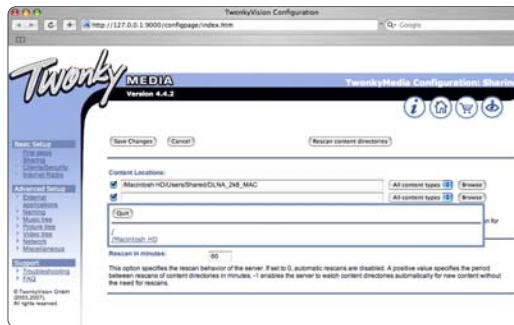 TwonkyVision Configuration
http://127.0.0.1:9000/configpage/index.htm
Google
Twonky
MEDIA
Version 4.4.2
TwonkyMedia Configuration: Sharin
Basic Setup
First steps
Sharing
Clients/Security
Internet Radio
Advanced Setup
External
applications
Naming
Music tree
Picture tree
Video tree
Network
Miscellaneous
Support
Troubleshooting
FAQ
© TwonkyVision GmbH
(2003,2007).
All rights reserved.
Save Changes
Cancel
Rescan content directories
Content Locations:
/Macintosh HD/Users/Shared/DLNA_2k8_MAC
All content types
Browse
All content types
Browse
Quit
/
/Macintosh HD
n for
Rescan in minutes:
60
This option specifies the rescan behavior of the server. If set to 0, automatic rescans are disabled. A positive value specifies the period
between rescans of content directories in minutes. -1 enables the server to watch content directories automatically for new content without
the need for rescans.